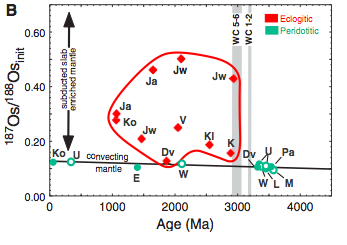 B
WC 5-6
WC 1-2
Eclogitic
Peridotitic
187Os/188Osinit
0.60
0.40
0.20
0.00
subducted slab
enriched mantle
Jw
Ja
Jw
Ja
Ko
Jw
V
Kl
K
Dv
Dv
U
Pa
Ko
U
convecting
mantle
E
W
W
L
M
0
1000
2000
3000
4000
Age (Ma)